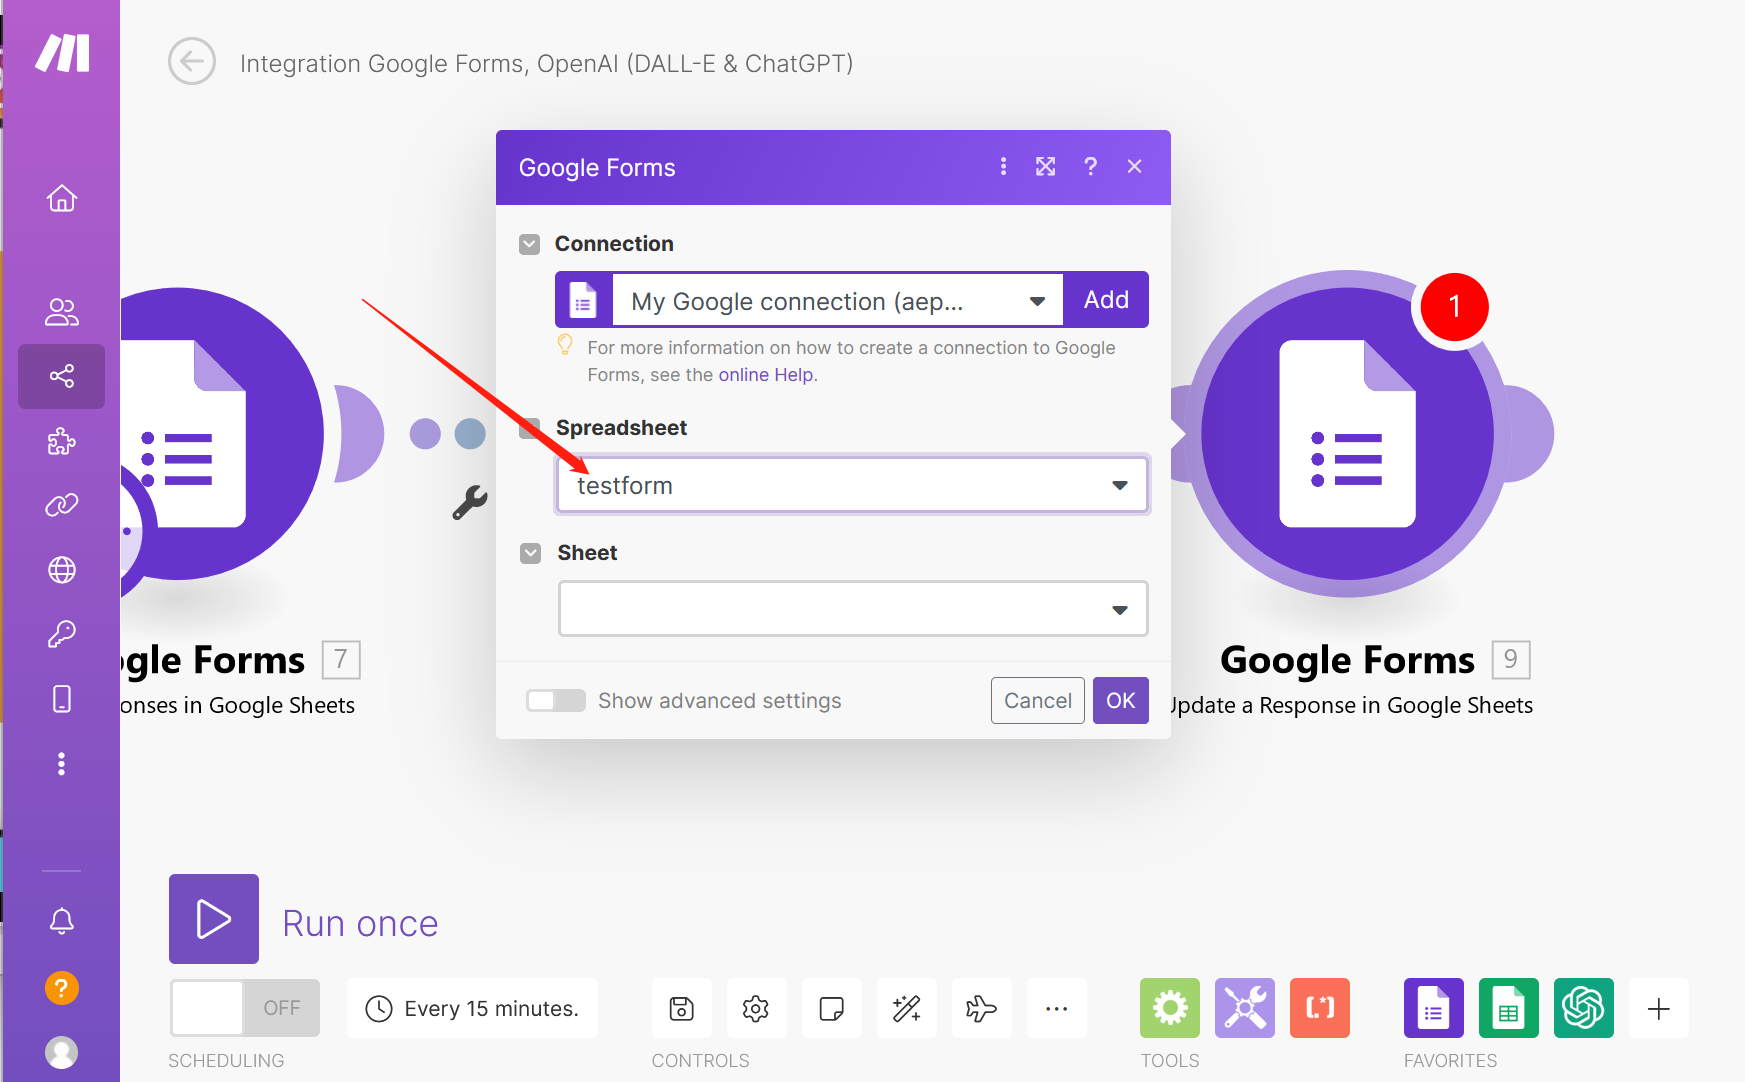 Integration Google Forms, OpenAI (DALL-E & ChatGPT)
Google Forms
?
Connection
My Google connection (aep...
Add
For more information on how to create a connection to Google
Forms, see the online Help.
Spreadsheet
testform
Sheet
Show advanced settings
Cancel
OK
1
ogle Forms 7
onses in Google Sheets
Google Forms 9
Update a Response in Google Sheets
Run once
OFF
Every 15 minutes.
SCHEDULING
CONTROLS
TOOLS
FAVORITES
?